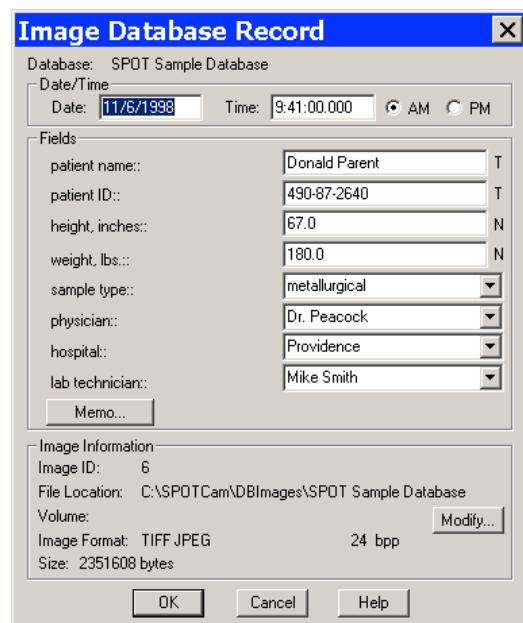 Image Database Record
Database: SPOT Sample Database
Date/Time
Date: 11/6/1998 Time: 9:41:00.000 AM PM
Fields
patient name:: Donald Parent T
patient ID:: 490-87-2640 T
height, inches:: 67.0 N
weight, lbs.:: 180.0 N
sample type:: metallurgical
physician:: Dr. Peacock
hospital:: Providence
lab technician:: Mike Smith
Memo...
Image Information
Image ID: 6
File Location: C:\SPOTCam\DBImages\SPOT Sample Database
Volume:
Modify...
Image Format: TIFF JPEG 24 bpp
Size: 2351608 bytes
OK Cancel Help